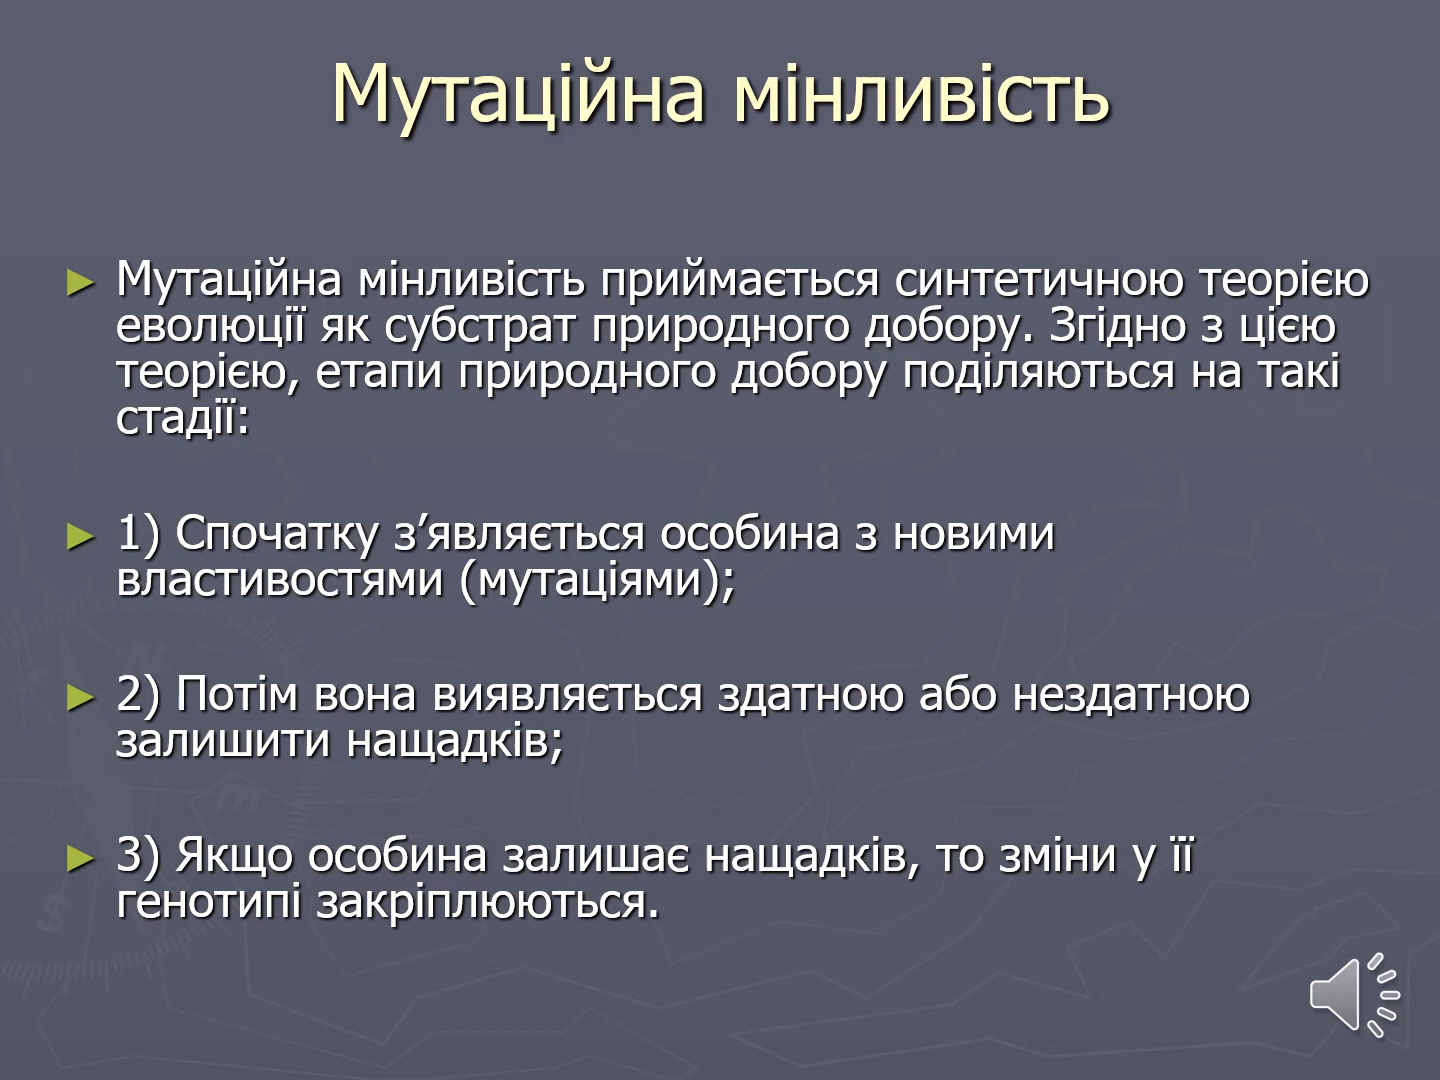 Мутаційна мінливість
► Мутаційна мінливість приймається синтетичною теорією
еволюції як субстрат природного добору. Згідно з цією
теорією, етапи природного добору поділяються на такі
стадії:
► 1) Спочатку з’являється особина з новими
властивостями (мутаціями);
► 2) Потім вона виявляється здатною або нездатною
залишити нащадків;
► 3) Якщо особина залишає нащадків, то зміни у її
генотипі закріплюються.
N
E
S